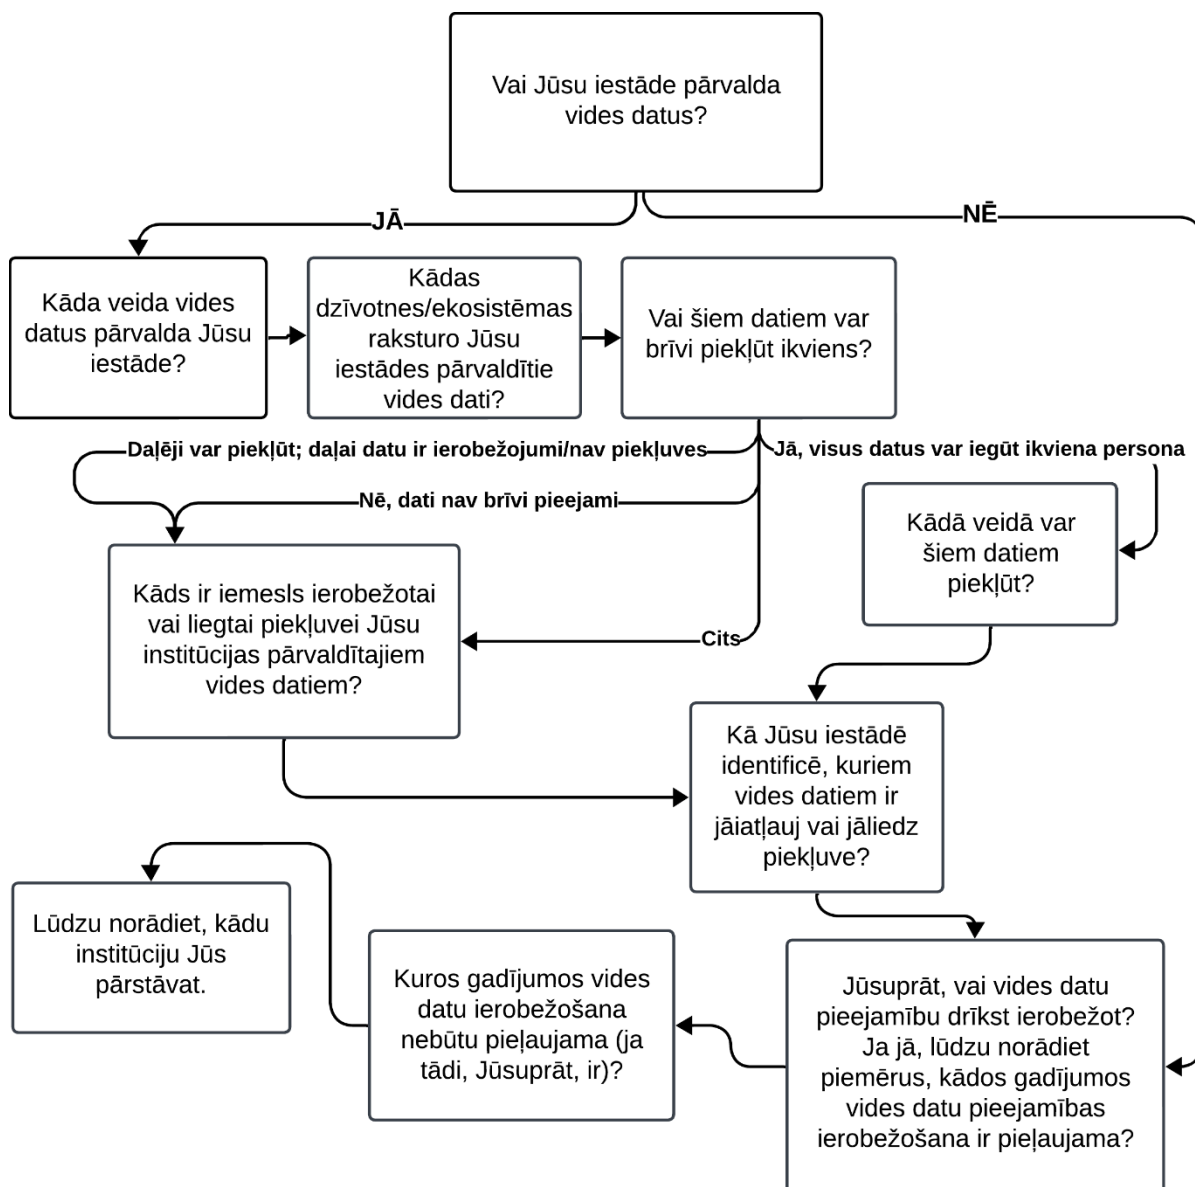 Vai Jūsu iestāde pārvalda
vides datus?
JĀ
NĒ
Kāda veida vides
datus pārvalda Jūsu
iestāde?
Kādas
dzīvotnes/ekosistēmas
raksturo Jūsu
iestādes pārvaldītie
vides dati?
Vai šiem datiem var
brīvi piekļūt ikviens?
Daļēji var piekļūt; daļai datu ir ierobežojumi/nav piekļuves
Jā, visus datus var iegūt ikviena persona
Nē, dati nav brīvi pieejami
Kādā veidā var
šiem datiem
piekļūt?
Kāds ir iemesls ierobežotai
vai liegtai piekļuvei Jūsu
institūcijas pārvaldītajiem
vides datiem?
Cits
Kā Jūsu iestādē
identificē, kuriem
vides datiem ir
jāiatļauj vai jāliedz
piekļuve?
Lūdzu norādiet, kādu
institūciju Jūs
pārstāvat.
Kuros gadījumos vides
datu ierobežošana
nebūtu pieļaujama (ja
tādi, Jūsuprāt, ir)?
Jūsuprāt, vai vides datu
pieejamību drīkst ierobežot?
Ja jā, lūdzu norādiet
piemērus, kādos gadījumos
vides datu pieejamības
ierobežošana ir pieļaujama?